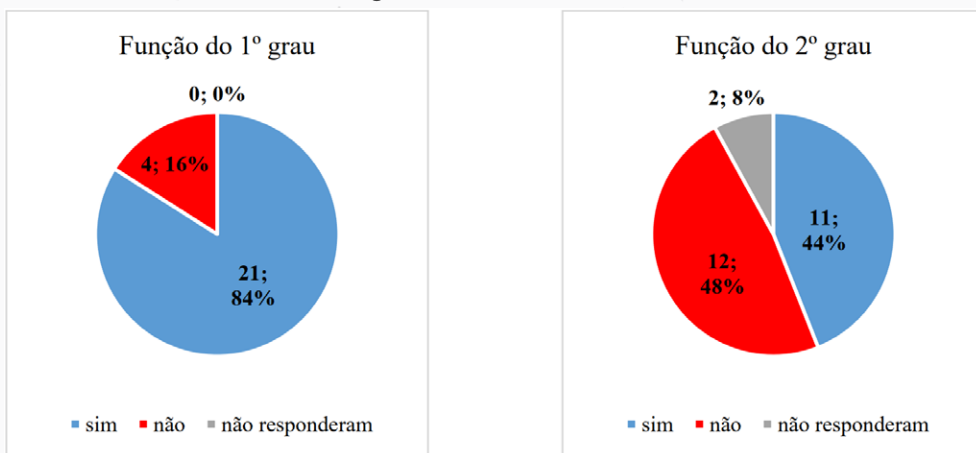 Função do 1º grau
0; 0%
4; 16%
21;
84%
sim não não responderam
Função do 2º grau
2; 8%
11;
44%
12;
48%
sim não não responderam